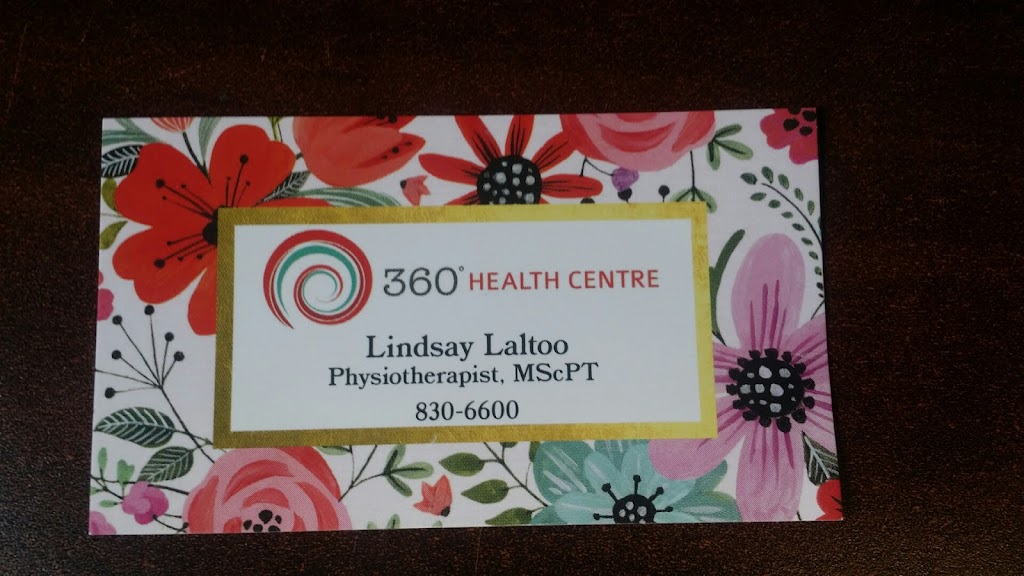 360° HEALTH CENTRE
Lindsay Laltoo
Physiotherapist, MScPT
830-6600